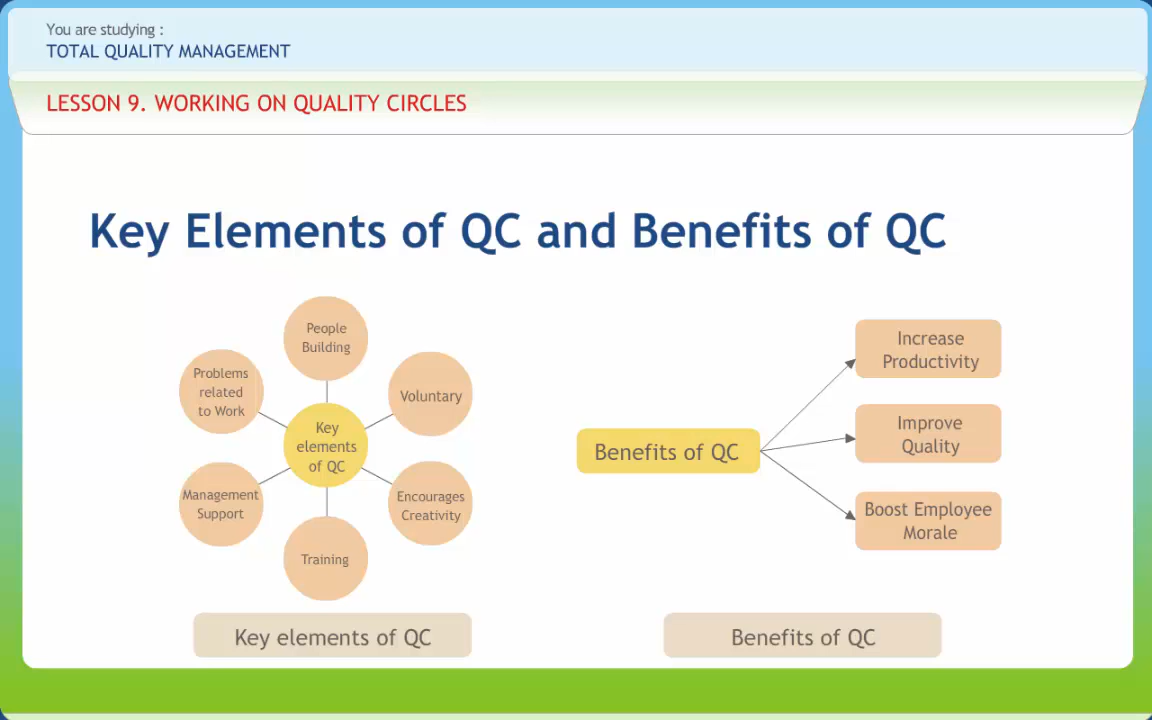 You are studying :
TOTAL QUALITY MANAGEMENT
LESSON 9. WORKING ON QUALITY CIRCLES
Key Elements of QC and Benefits of QC
People
Building
Problems
related
to Work
Voluntary
Key
elements
of QC
Management
Support
Encourages
Creativity
Training
Key elements of QC
Increase
Productivity
Improve
Quality
Benefits of QC
Boost Employee
Morale
Benefits of QC